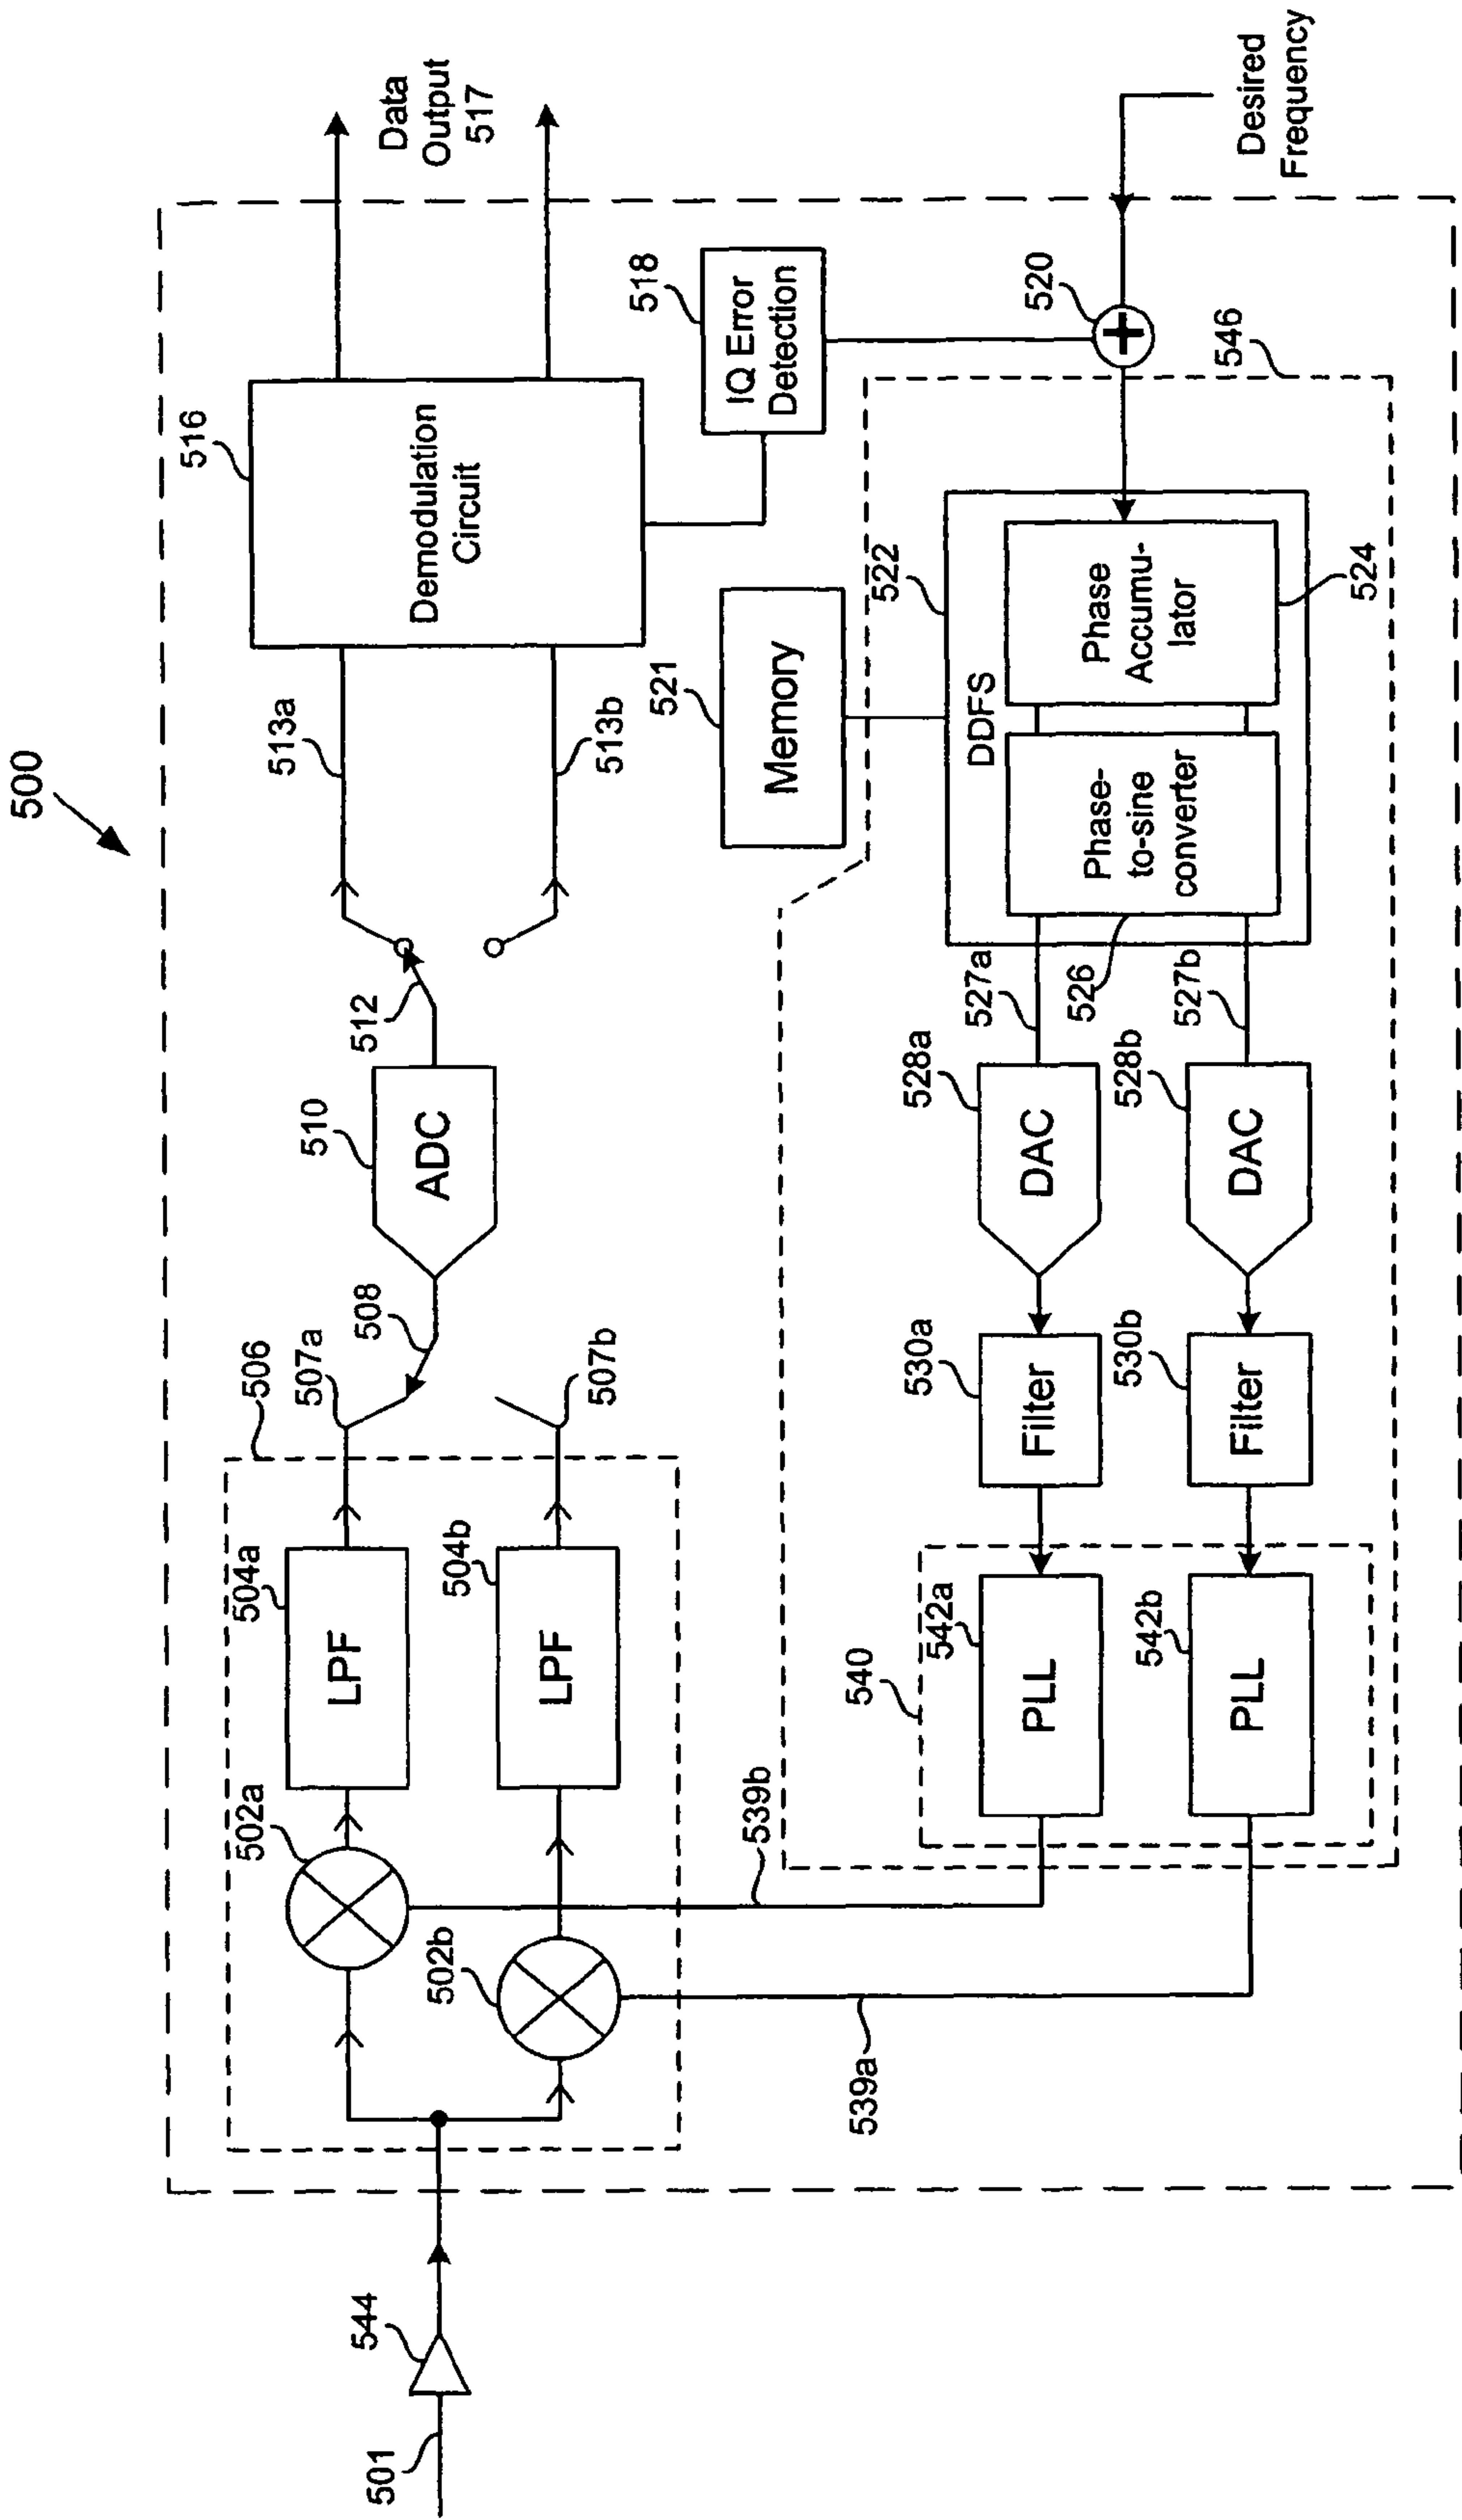 500
501
544
502a
502b
504a
LPF
504b
LPF
506
507a
507b
508
510
ADC
512
513a
513b
516
Demodulation
Circuit
Data
Output
517
518
IQ Error
Detection
521
Memory
520
+
Desired
Frequency
546
522
DDFS
Phase
Accumu-
lator
524
Phase-
to-sine
converter
526
527a
527b
528a
DAC
528b
DAC
530a
Filter
530b
Filter
540
542a
PLL
542b
PLL
539b
539a